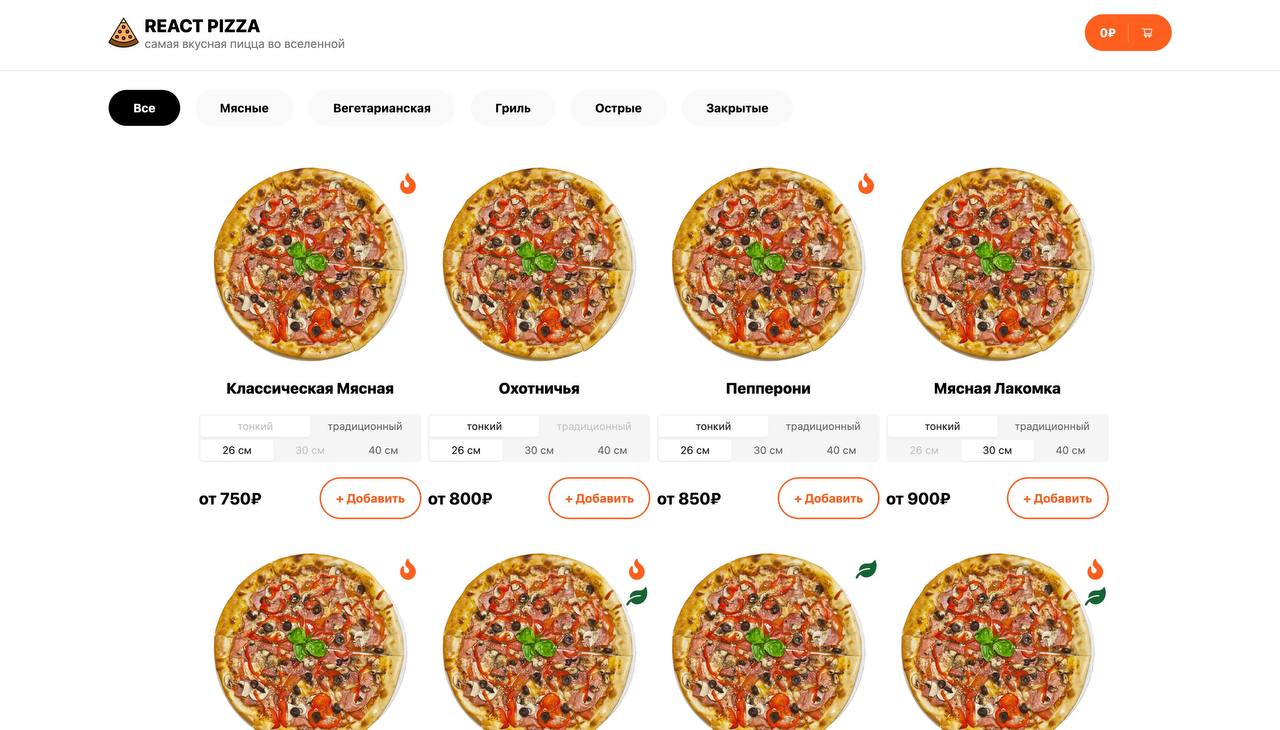 REACT PIZZA
самая вкусная пицца во вселенной
0₽
Все
Мясные
Вегетарианская
Гриль
Острые
Закрытые
Классическая Мясная
тонкий традиционный
26 см 30 см 40 см
от 750₽ + Добавить
Охотничья
тонкий традиционный
26 см 30 см 40 см
от 800₽ + Добавить
Пепперони
тонкий традиционный
26 см 30 см 40 см
от 850₽ + Добавить
Мясная Лакомка
тонкий традиционный
26 см 30 см 40 см
от 900₽ + Добавить